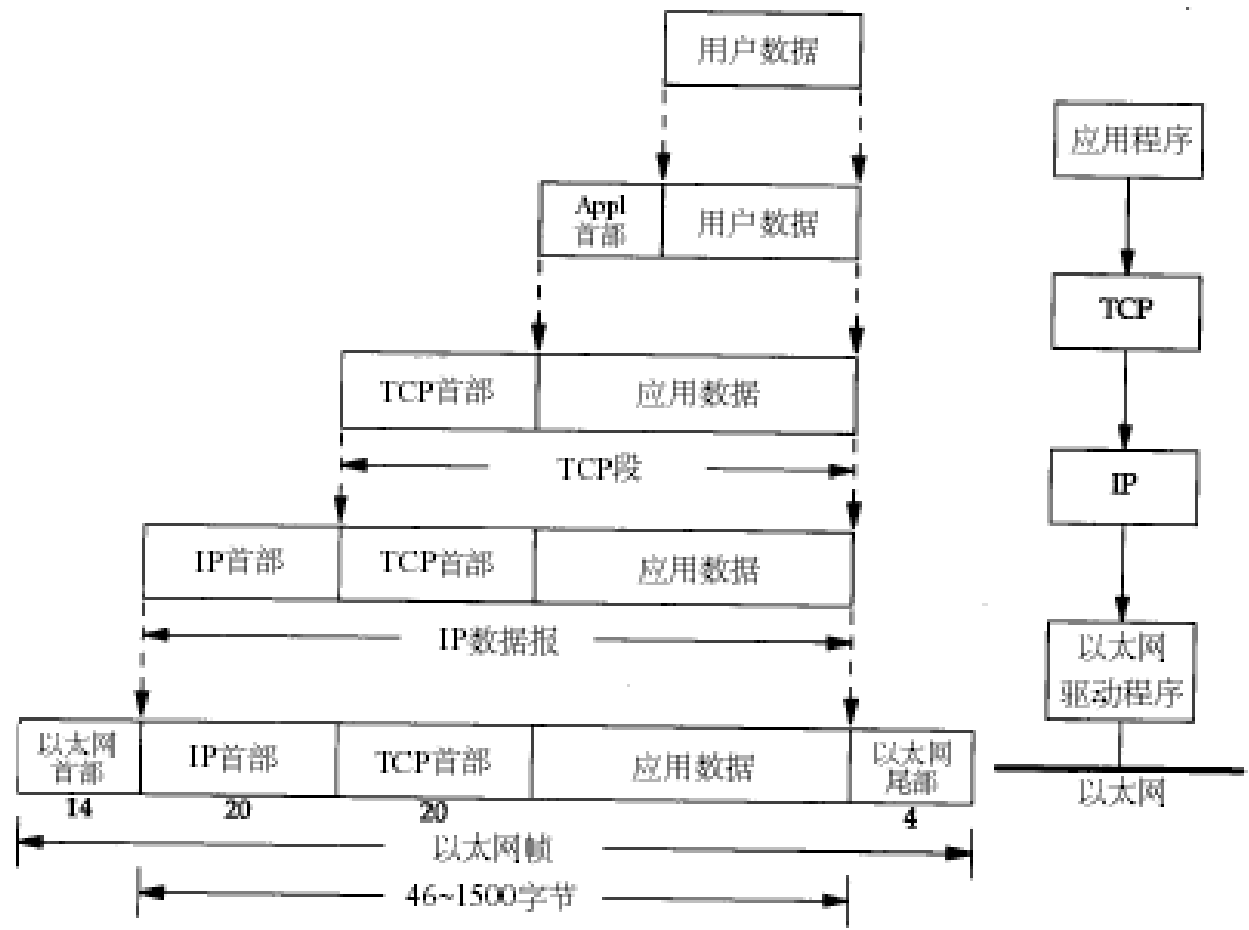 用户数据
应用程序
Appl
首部
用户数据
TCP
TCP首部
应用数据
TCP段
IP
IP首部
TCP首部
应用数据
IP数据报
以太网
驱动程序
以太网
首部
IP首部
TCP首部
应用数据
以太网
尾部
以太网
14
20
20
4
以太网帧
46~1500字节